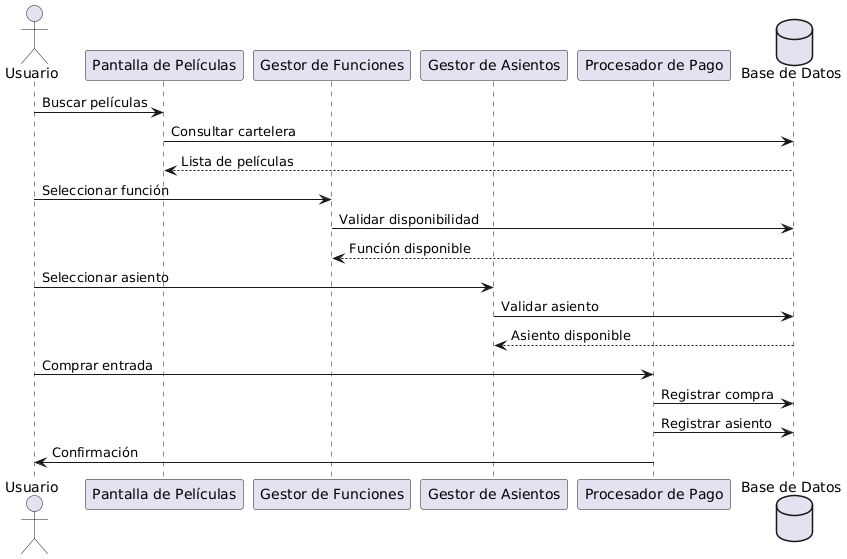 Usuario
Pantalla de Películas
Gestor de Funciones
Gestor de Asientos
Procesador de Pago
Base de Datos
Buscar películas
Consultar cartelera
Lista de películas
Seleccionar función
Validar disponibilidad
Función disponible
Seleccionar asiento
Validar asiento
Asiento disponible
Comprar entrada
Registrar compra
Registrar asiento
Confirmación
Usuario
Pantalla de Películas
Gestor de Funciones
Gestor de Asientos
Procesador de Pago
Base de Datos